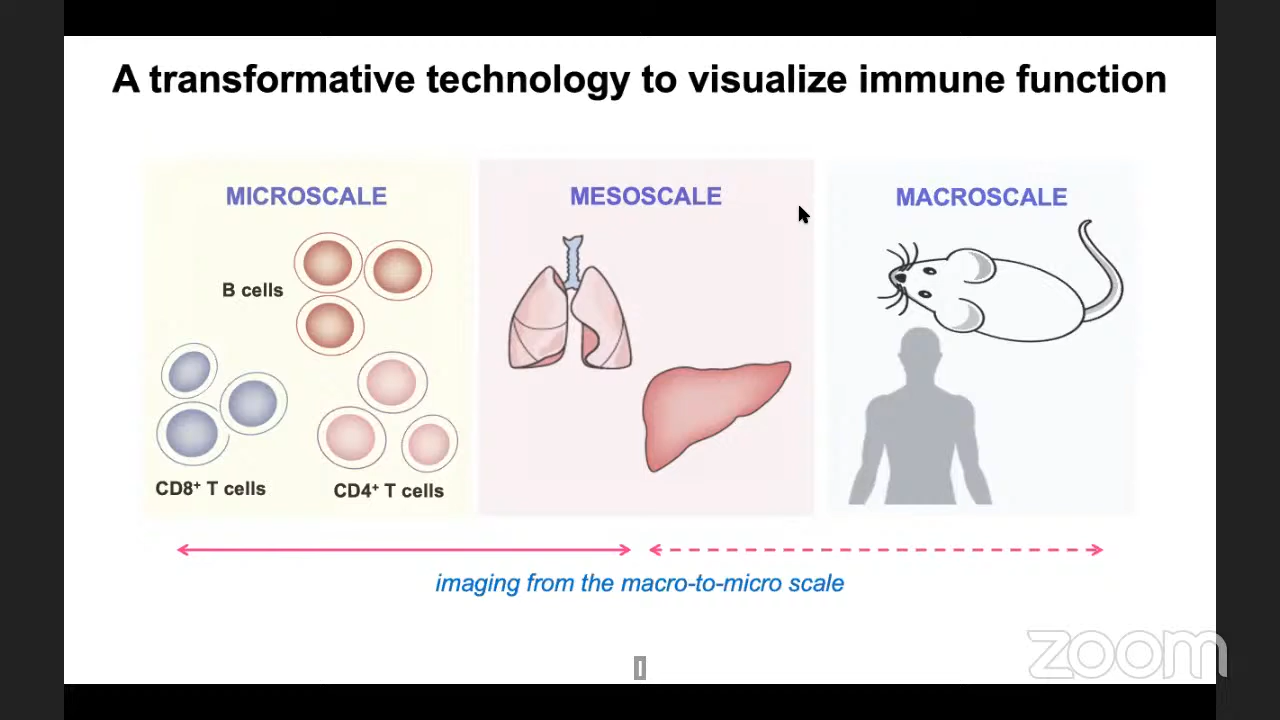 A transformative technology to visualize immune function
MICROSCALE
B cells
CD8⁺ T cells
CD4⁺ T cells
MESOSCALE
MACROSCALE
imaging from the macro-to-micro scale
zoom